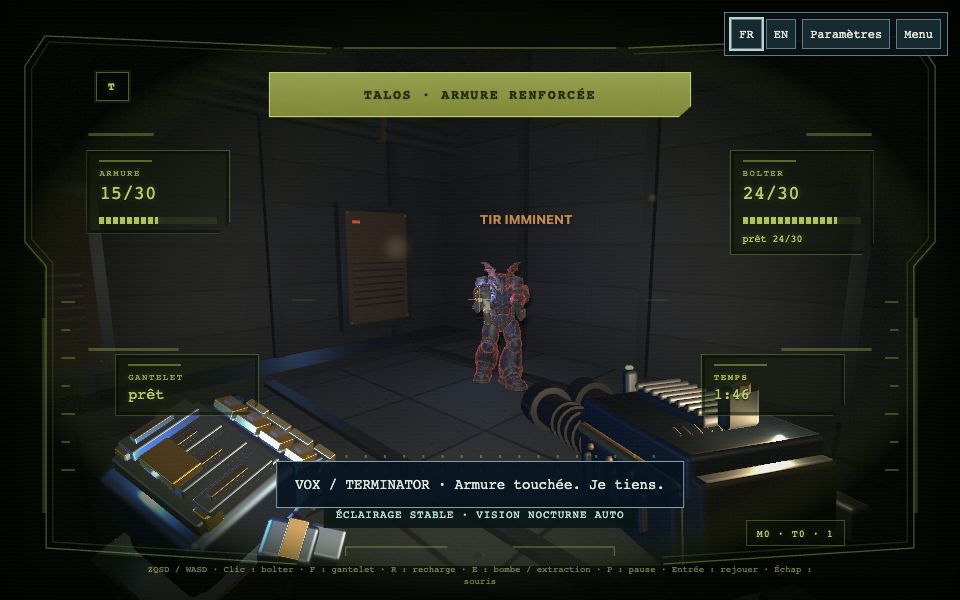 FR EN Paramètres Menu
T
TALOS · ARMURE RENFORCÉE
ARMURE
15/30
BOLTER
24/30
prêt 24/30
TIR IMMINENT
GANTELET
prêt
TEMPS
1:46
VOX / TERMINATOR · Armure touchée. Je tiens.
ÉCLAIRAGE STABLE · VISION NOCTURNE AUTO
M0 · T0 · 1
ZQSD / WASD · Clic : bolter · F : gantelet · R : recharge · E : bombe / extraction · P : pause · Entrée : rejouer · Échap :
souris